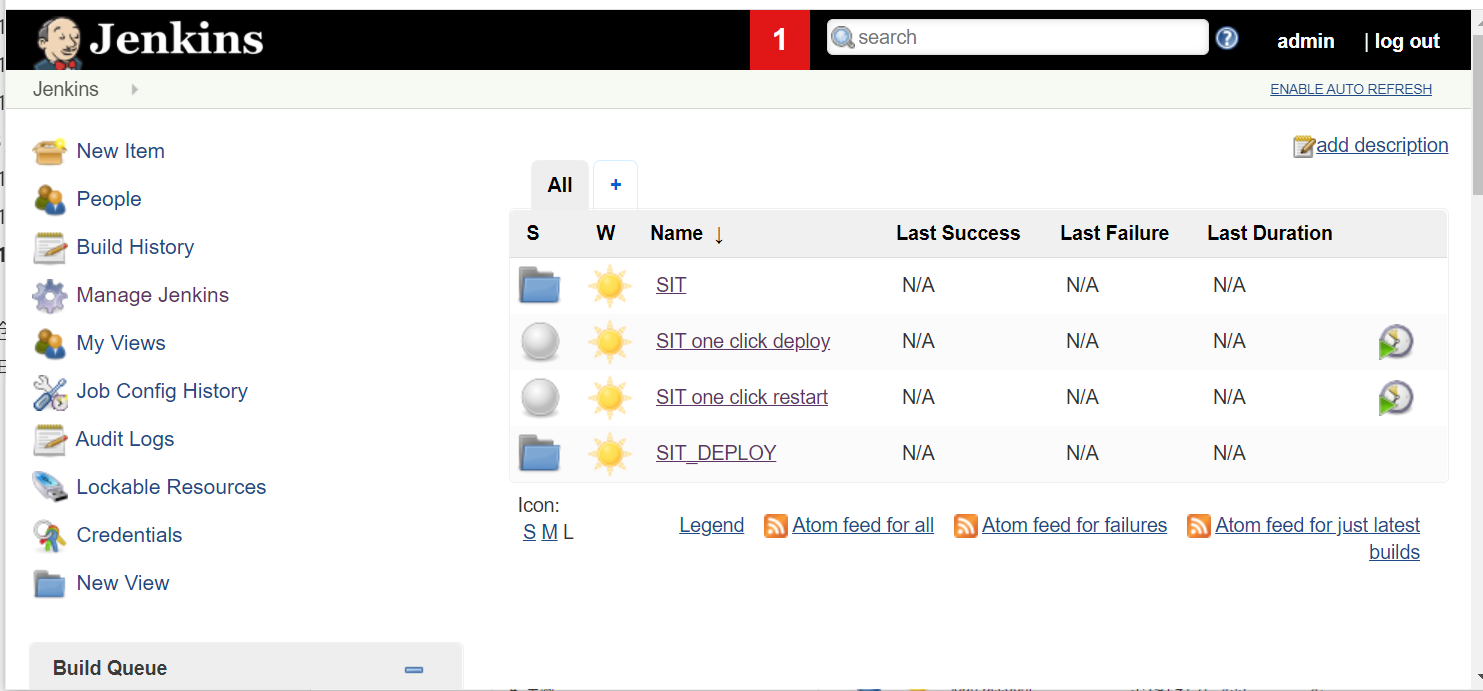 Jenkins
1
search
admin
| log out
Jenkins
ENABLE AUTO REFRESH
New Item
People
Build History
Manage Jenkins
My Views
Job Config History
Audit Logs
Lockable Resources
Credentials
New View
Build Queue
add description
All
+
S W Name ↓ Last Success Last Failure Last Duration
SIT N/A N/A N/A
SIT one click deploy N/A N/A N/A
SIT one click restart N/A N/A N/A
SIT_DEPLOY N/A N/A N/A
Icon:
S M L
Legend Atom feed for all Atom feed for failures Atom feed for just latest
builds